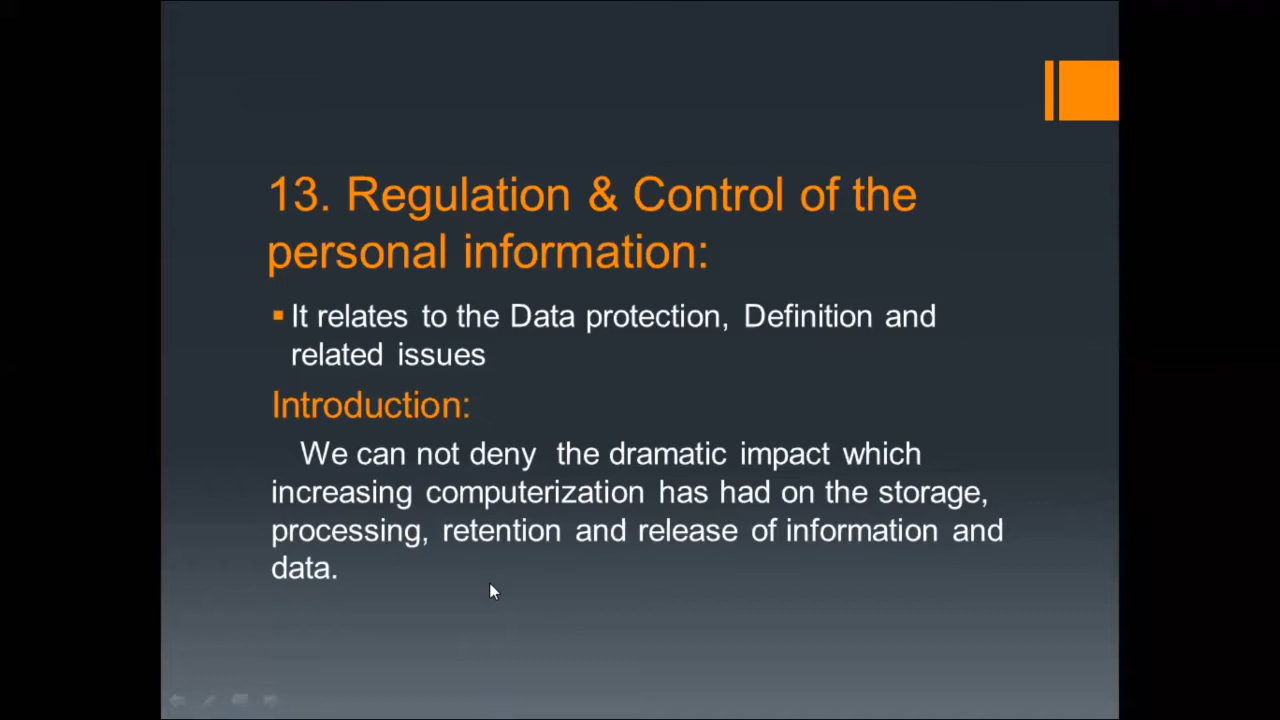 13. Regulation & Control of the
personal information:
It relates to the Data protection, Definition and
related issues
Introduction:
We can not deny the dramatic impact which
increasing computerization has had on the storage,
processing, retention and release of information and
data.